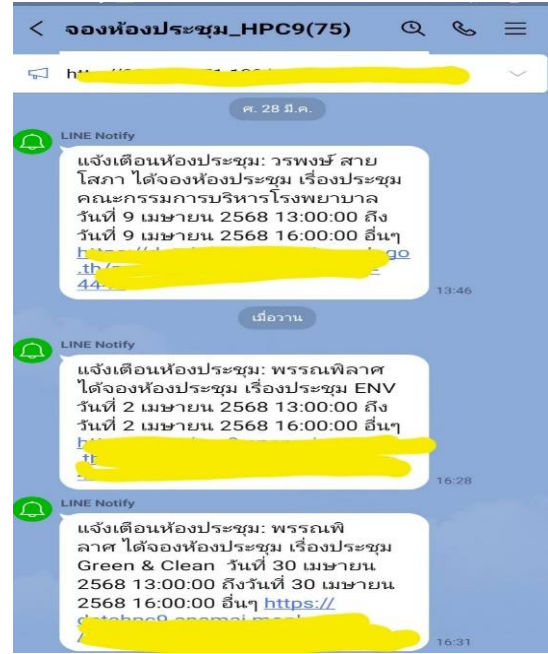 จองห้องประชุม_HPC9(75)
ศ. 28 มี.ค.
LINE Notify
แจ้งเตือนห้องประชุม: วรพงษ์ สาย
โสภา ได้จองห้องประชุม เรื่องประชุม
คณะกรรมการบริหารโรงพยาบาล
วันที่ 9 เมษายน 2568 13:00:00 ถึง
วันที่ 9 เมษายน 2568 16:00:00 อื่นๆ
13:46
เมื่อวาน
LINE Notify
แจ้งเตือนห้องประชุม: พรรณพิลาศ
ได้จองห้องประชุม เรื่องประชุม ENV
วันที่ 2 เมษายน 2568 13:00:00 ถึง
วันที่ 2 เมษายน 2568 16:00:00 อื่นๆ
16:28
LINE Notify
แจ้งเตือนห้องประชุม: พรรณพิ
ลาศ ได้จองห้องประชุม เรื่องประชุม
Green & Clean วันที่ 30 เมษายน
2568 13:00:00 ถึงวันที่ 30 เมษายน
2568 16:00:00 อื่นๆ https://
16:31